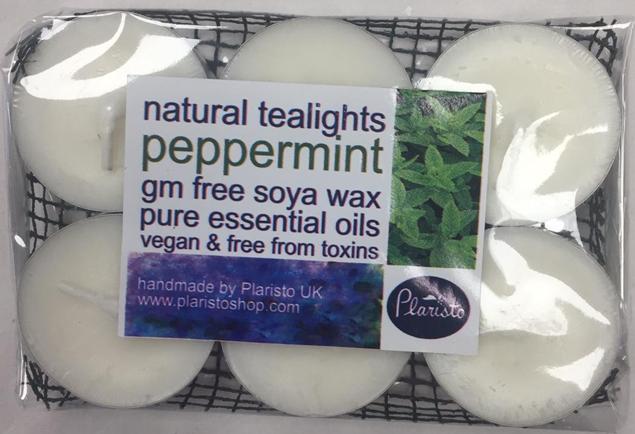 natural tealights
peppermint
gm free soya wax
pure essential oils
vegan & free from toxins
handmade by Plaristo UK
www.plaristoshop.com
Plaristo